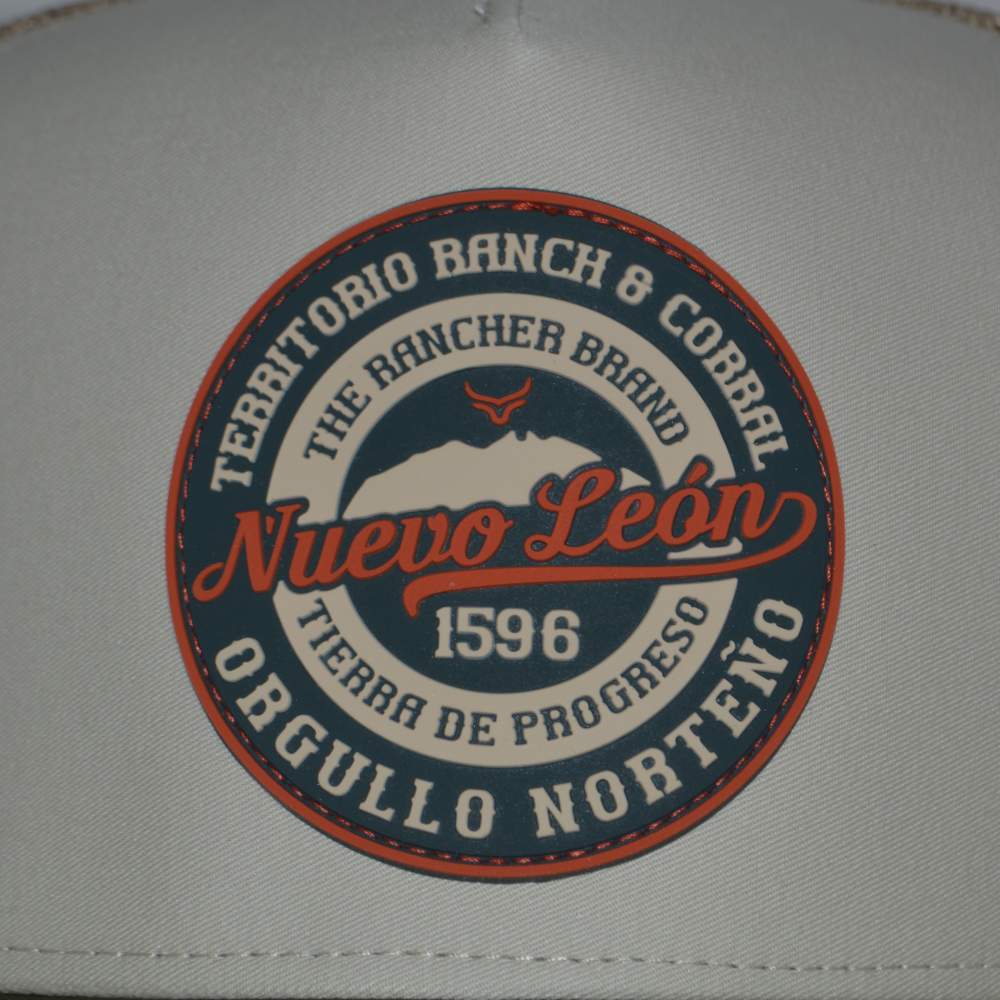 TERRITORIO RANCH & CORRAL
THE RANCHER BRAND
Nuevo León
1596
TIERRA DE PROGRESO
ORGULLO NORTEÑO